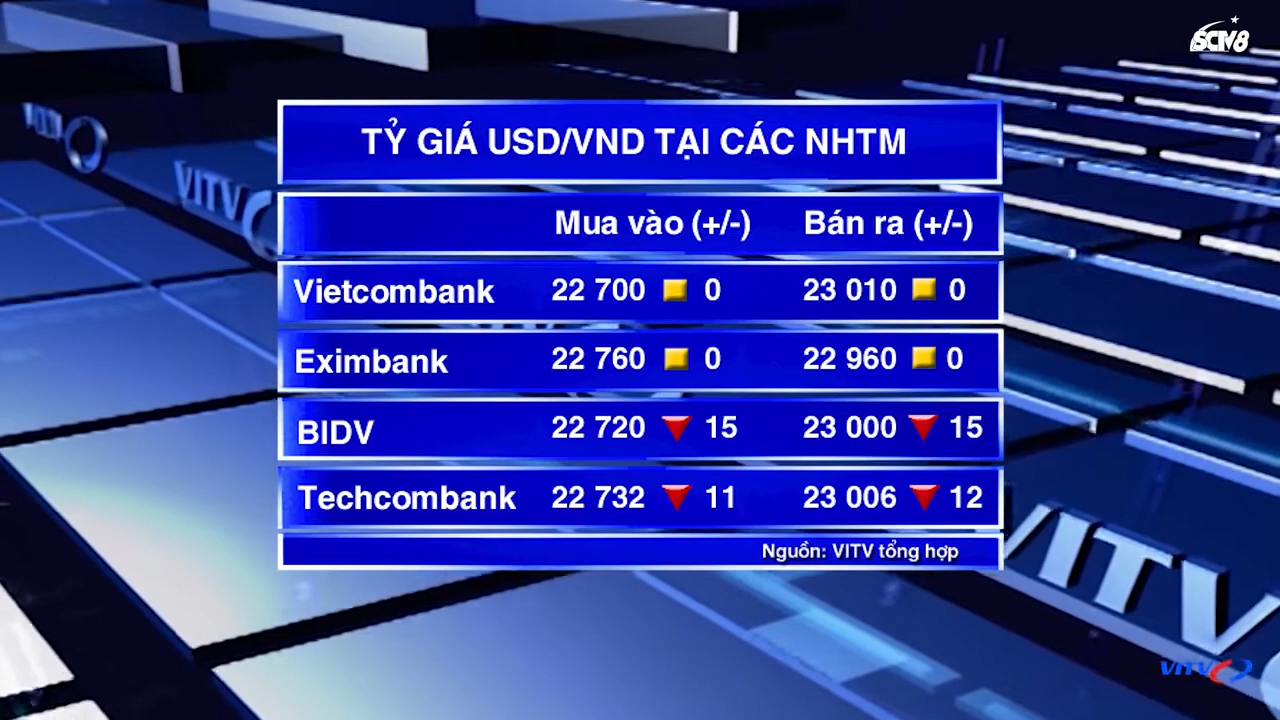 SCTV8
TỶ GIÁ USD/VND TẠI CÁC NHTM
Mua vào (+/-) Bán ra (+/-)
Vietcombank 22 700 0 23 010 0
Eximbank 22 760 0 22 960 0
BIDV 22 720 15 23 000 15
Techcombank 22 732 11 23 006 12
Nguồn: VITV tổng hợp
VITV
VITV
VITV